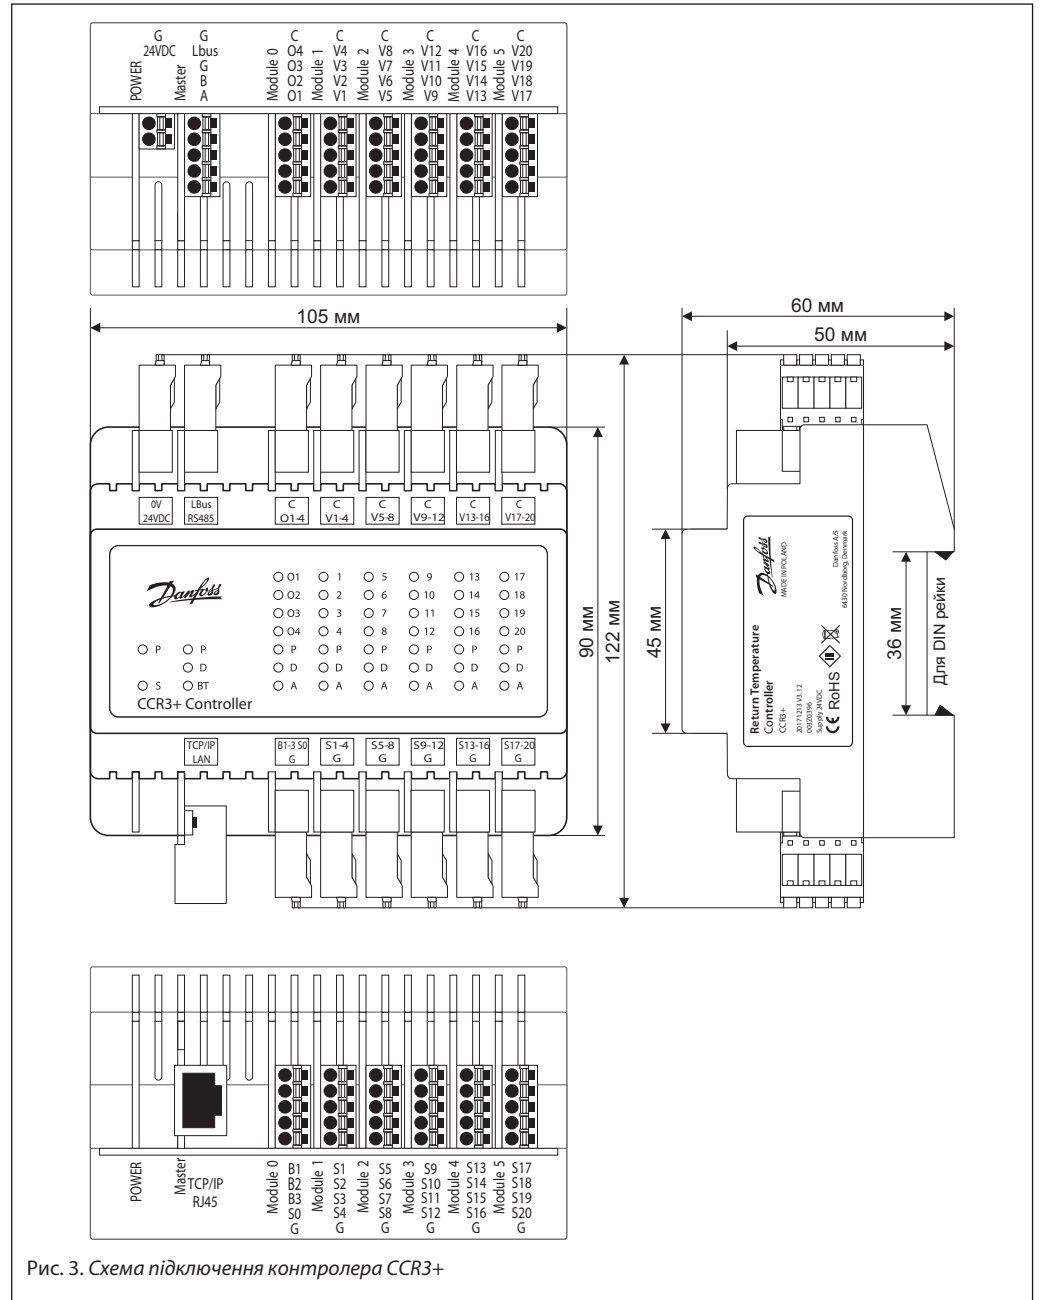 G G C C C C C C
24VDC Lbus O4 V4 V8 V12 V16 V20
G O3 V3 V7 V11 V15 V19
B O2 V2 V6 V10 V14 V18
A O1 V1 V5 V9 V13 V17
POWER Master Module 0 Module 1 Module 2 Module 3 Module 4 Module 5
105 мм
60 мм
50 мм
0V LBus C C C C C C
24VDC RS485 O1-4 V1-4 V5-8 V9-12 V13-16 V17-20
Danfoss
O1 1 5 9 13 17
O2 2 6 10 14 18
O3 3 7 11 15 19
O4 4 8 12 16 20
P P P P P P P P
D D D D D D D
S BT A A A A A A
CCR3+ Controller
TCP/IP B1-3 S0 S1-4 S5-8 S9-12 S13-16 S17-20
LAN G G G G G G
90 мм
122 мм
45 мм
36 мм
Для DIN рейки
Danfoss
MADE IN POLAND
Danfoss A/S
6430 Nordborg, Denmark
Return Temperature
Controller
CCR3+
20171213 V3.12
003Z0396
Supply 24VDC
CE RoHS
POWER Master Module 0 Module 1 Module 2 Module 3 Module 4 Module 5
TCP/IP
RJ45
B1 S1 S5 S9 S13 S17
B2 S2 S6 S10 S14 S18
B3 S3 S7 S11 S15 S19
S0 S4 S8 S12 S16 S20
G G G G G G
Рис. 3. Схема підключення контролера CCR3+